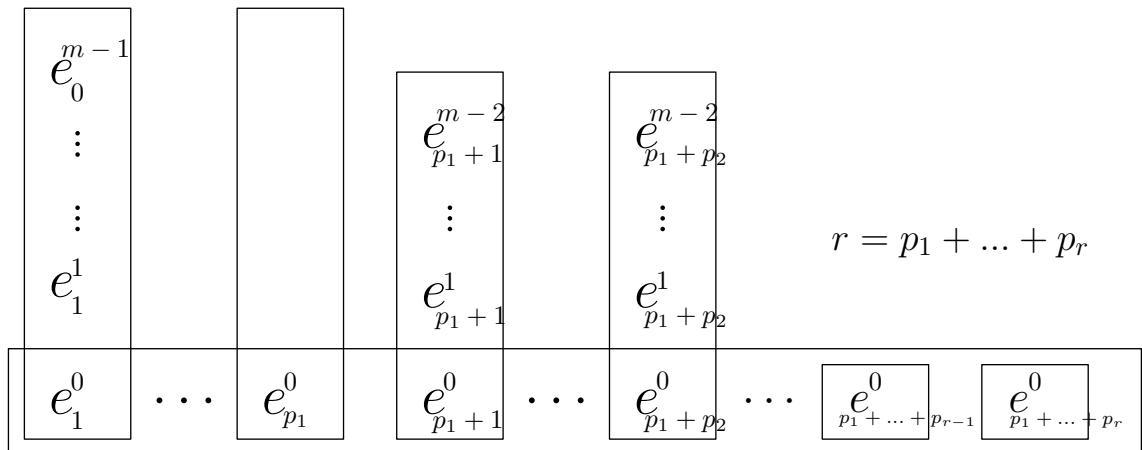 e_0^{m-1}
e_{p_1+1}^{m-2} e_{p_1+p_2}^{m-2}
⋮ ⋮ ⋮
⋮
r = p_1 + ... + p_r
e_1^1 e_{p_1+1}^1 e_{p_1+p_2}^1
e_1^0 ··· e_{p_1}^0 e_{p_1+1}^0 ··· e_{p_1+p_2}^0 ··· e_{p_1+...+p_{r-1}}^0 e_{p_1+...+p_r}^0